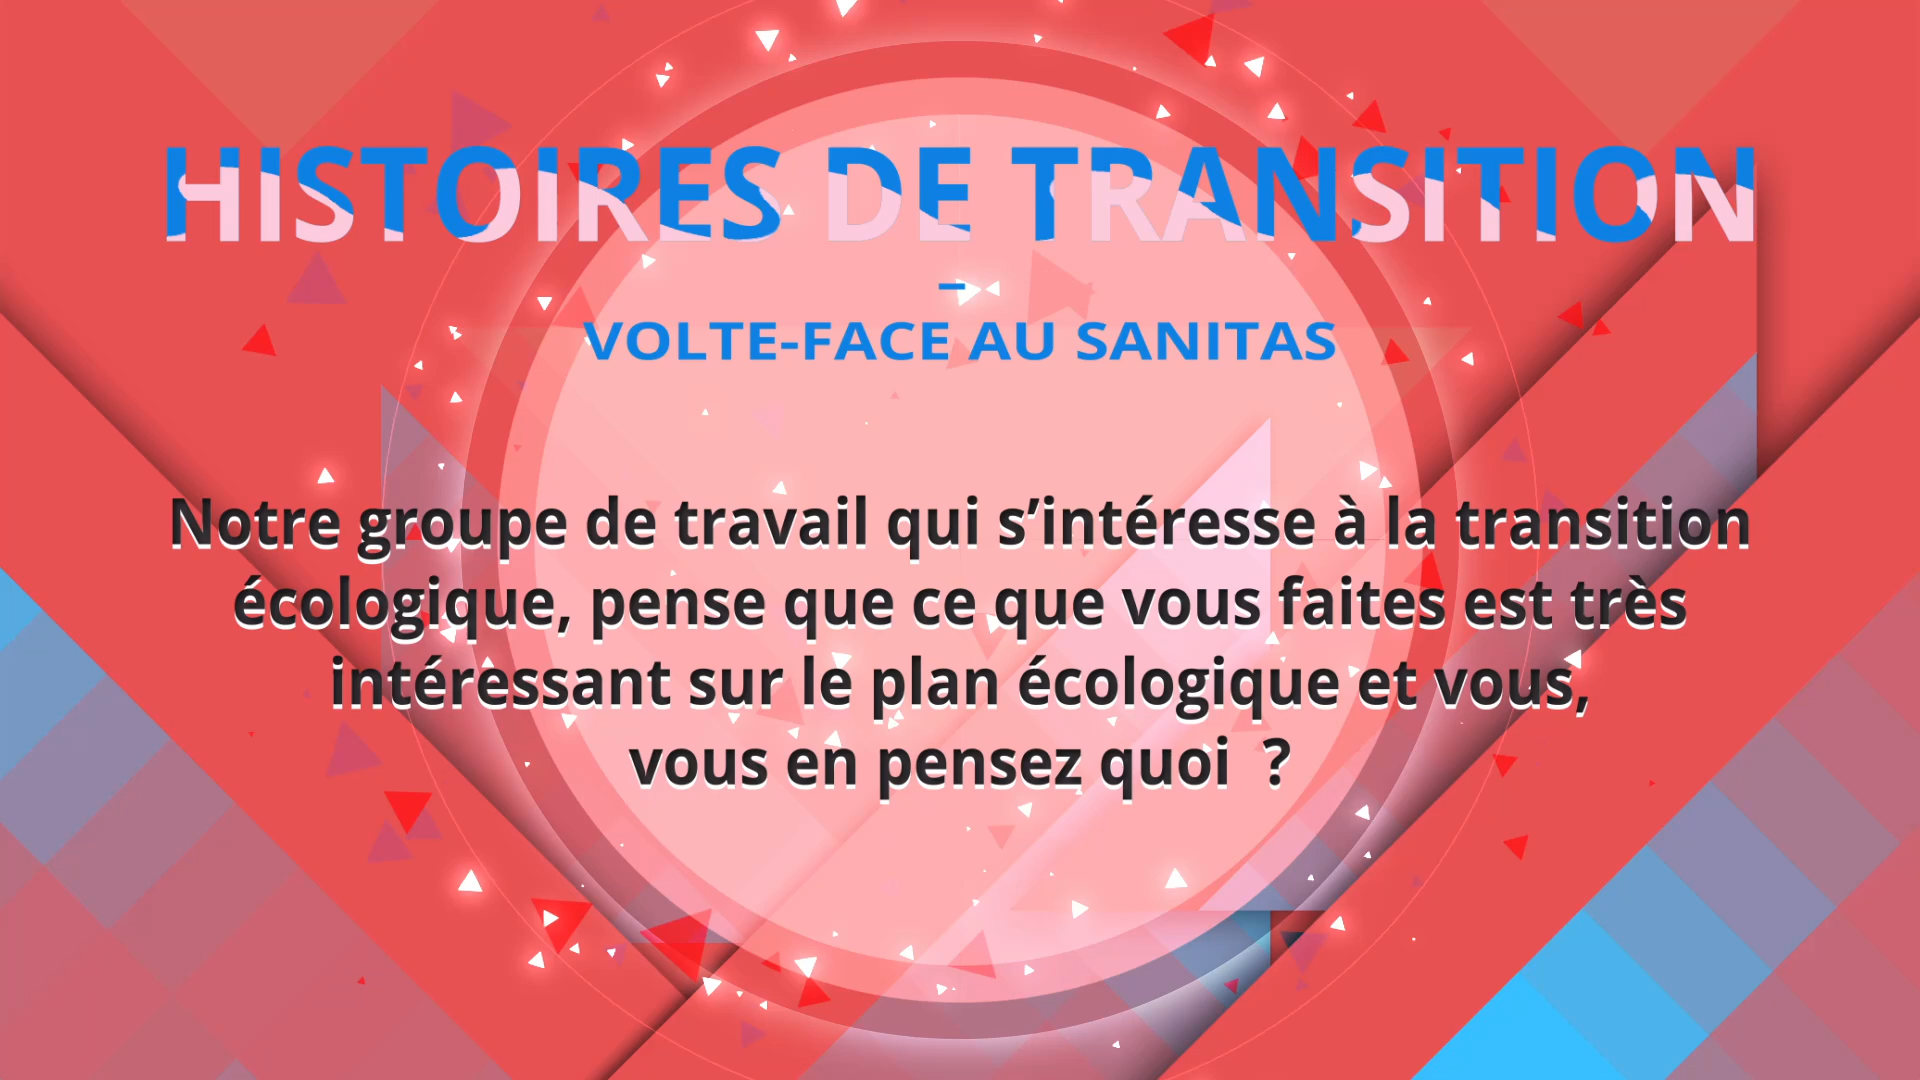 HISTOIRES DE TRANSITION
–
VOLTE-FACE AU SANITAS
Notre groupe de travail qui s’intéresse à la transition
écologique, pense que ce que vous faites est très
intéressant sur le plan écologique et vous,
vous en pensez quoi  ?